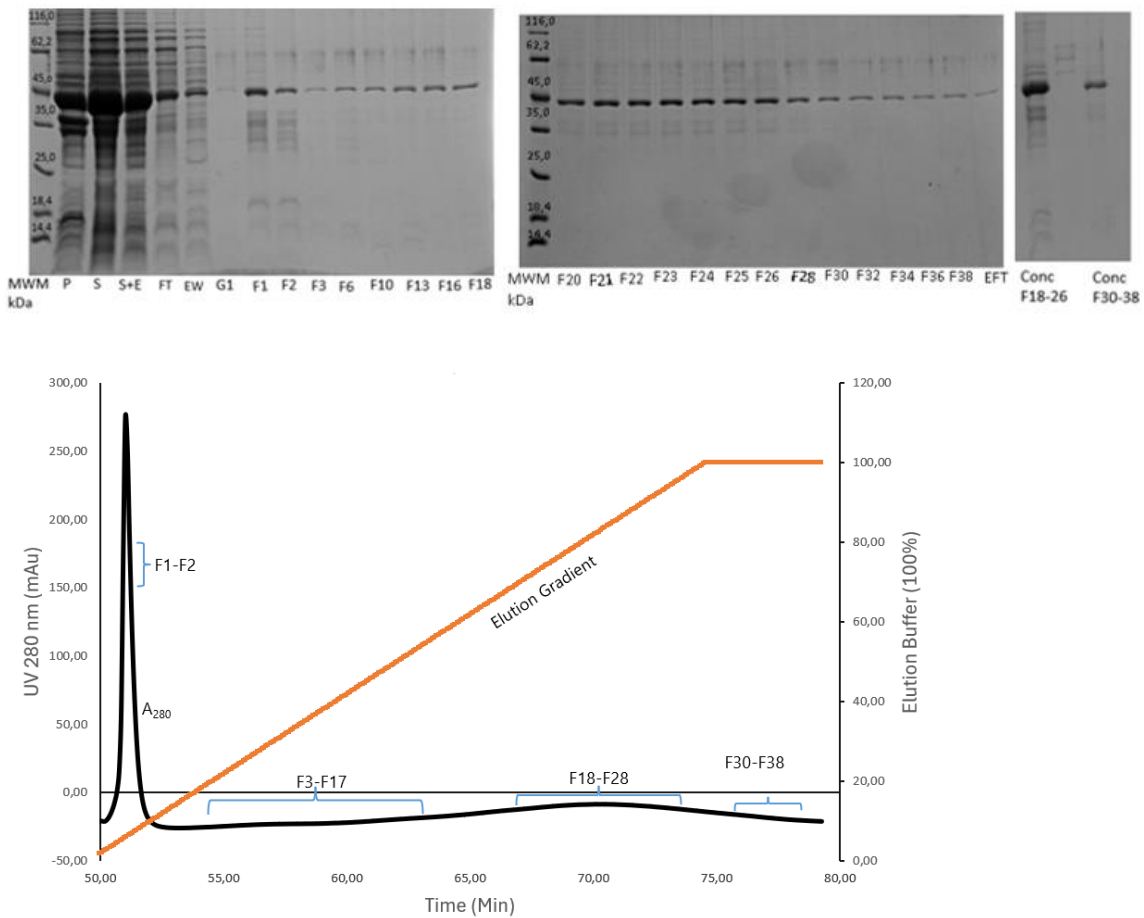 116,0
62,2
45,0
35,0
25,0
18,4
14,4
MWM P S S+E FT EW G1 F1 F2 F3 F6 F10 F13 F16 F18
kDa
116,0
62,2
45,0
35,0
25,0
18,4
14,4
MWM F20 F21 F22 F23 F24 F25 F26 F28 F30 F32 F34 F36 F38 EFT
kDa
Conc Conc
F18-26 F30-38
300,00
250,00
200,00
150,00
100,00
50,00
0,00
-50,00
UV 280 nm (mAu)
F1-F2
A280
F3-F17
F18-F28
F30-F38
Elution Gradient
120,00
100,00
80,00
60,00
40,00
20,00
0,00
Elution Buffer (100%)
50,00 55,00 60,00 65,00 70,00 75,00 80,00
Time (Min)